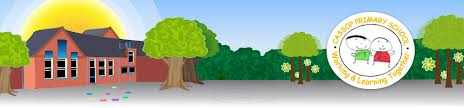 CASSOP PRIMARY SCHOOL
Working & Learning Together